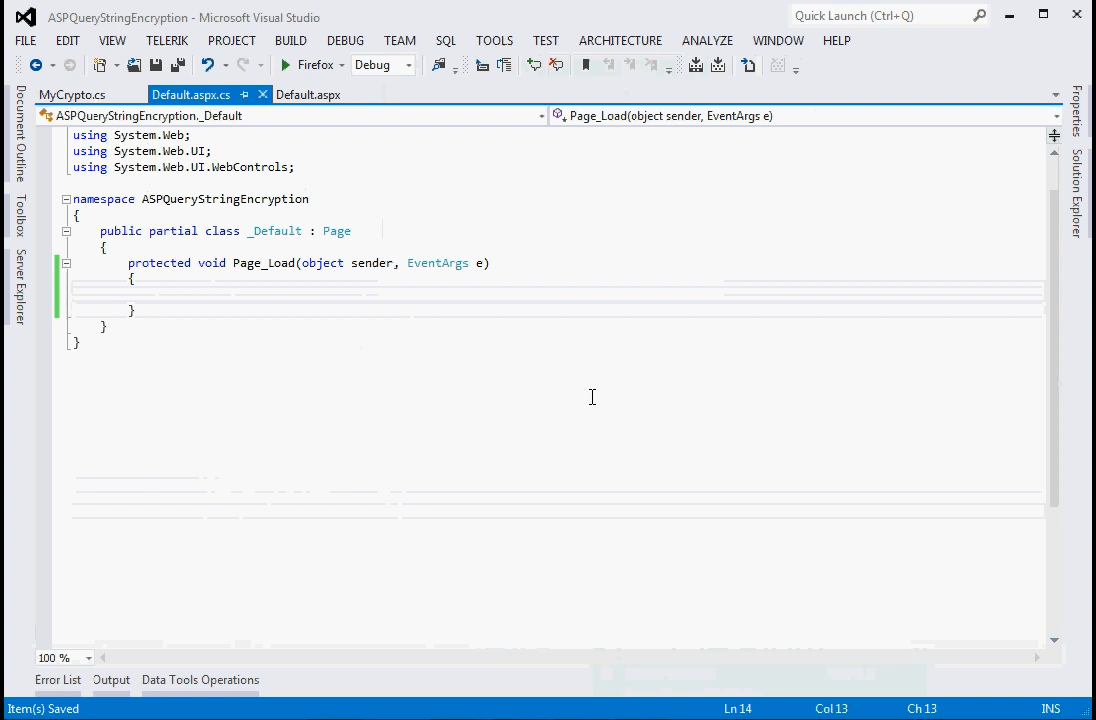 ASPQueryStringEncryption - Microsoft Visual Studio
Quick Launch (Ctrl+Q)
FILE EDIT VIEW TELERIK PROJECT BUILD DEBUG TEAM SQL TOOLS TEST ARCHITECTURE ANALYZE WINDOW HELP
Firefox Debug
MyCrypto.cs Default.aspx.cs Default.aspx
ASPQueryStringEncryption._Default Page_Load(object sender, EventArgs e)
Document Outline
Toolbox
Server Explorer
Properties
Solution Explorer
using System.Web;
using System.Web.UI;
using System.Web.UI.WebControls;
namespace ASPQueryStringEncryption
{
public partial class _Default : Page
{
protected void Page_Load(object sender, EventArgs e)
{
}
}
}
100 %
Error List Output Data Tools Operations
Item(s) Saved Ln 14 Col 13 Ch 13 INS